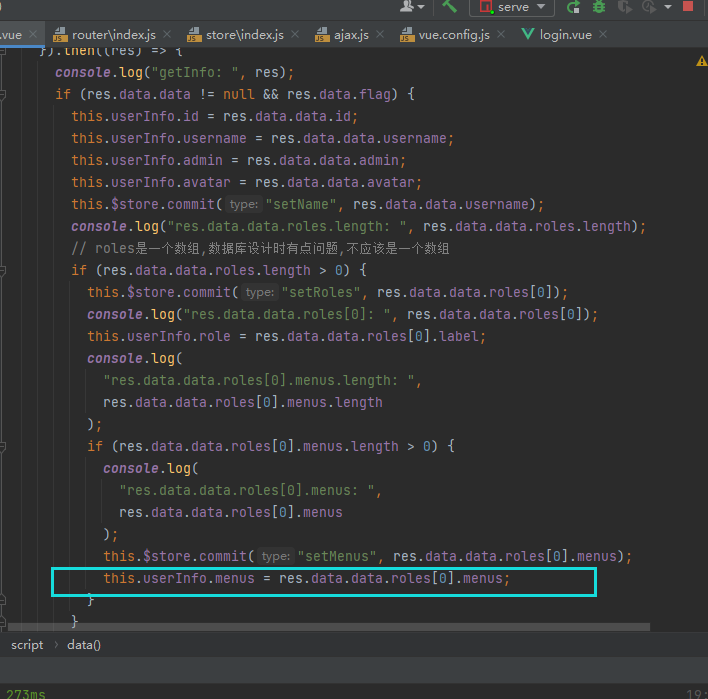 serve
.vue
router\index.js
store\index.js
ajax.js
vue.config.js
login.vue
}).then((res) => {
console.log("getInfo: ", res);
if (res.data.data != null && res.data.flag) {
this.userInfo.id = res.data.data.id;
this.userInfo.username = res.data.data.username;
this.userInfo.admin = res.data.data.admin;
this.userInfo.avatar = res.data.data.avatar;
this.$store.commit( type: "setName", res.data.data.username);
console.log("res.data.data.roles.length: ", res.data.data.roles.length);
// roles是一个数组,数据库设计时有点问题,不应该是一个数组
if (res.data.data.roles.length > 0) {
this.$store.commit( type: "setRoles", res.data.data.roles[0]);
console.log("res.data.data.roles[0]: ", res.data.data.roles[0]);
this.userInfo.role = res.data.data.roles[0].label;
console.log(
"res.data.data.roles[0].menus.length: ",
res.data.data.roles[0].menus.length
);
if (res.data.data.roles[0].menus.length > 0) {
console.log(
"res.data.data.roles[0].menus: ",
res.data.data.roles[0].menus
);
this.$store.commit( type: "setMenus", res.data.data.roles[0].menus);
this.userInfo.menus = res.data.data.roles[0].menus;
}
}
script › data()
273ms
19: